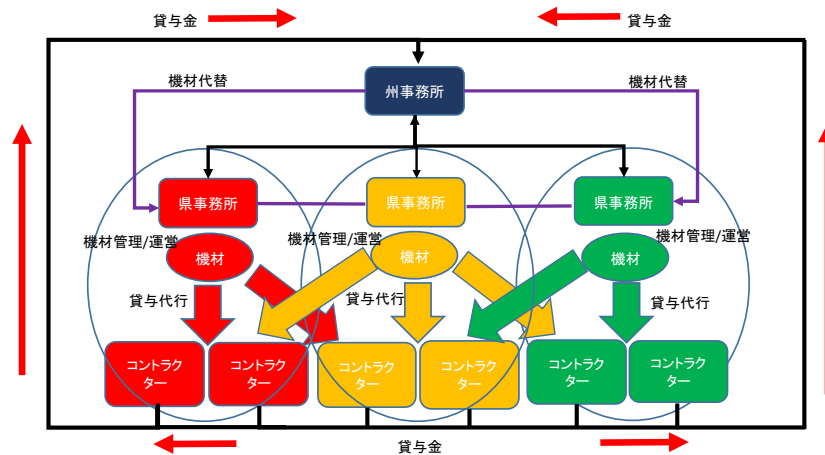 貸与金
貸与金
機材代替
機材代替
州事務所
県事務所
県事務所
県事務所
機材管理/運営
機材管理/運営
機材管理/運営
機材
機材
機材
貸与代行
貸与代行
貸与代行
コントラク
ター
コントラク
ター
コントラク
ター
コントラク
ター
コントラク
ター
コントラク
ター
貸与金